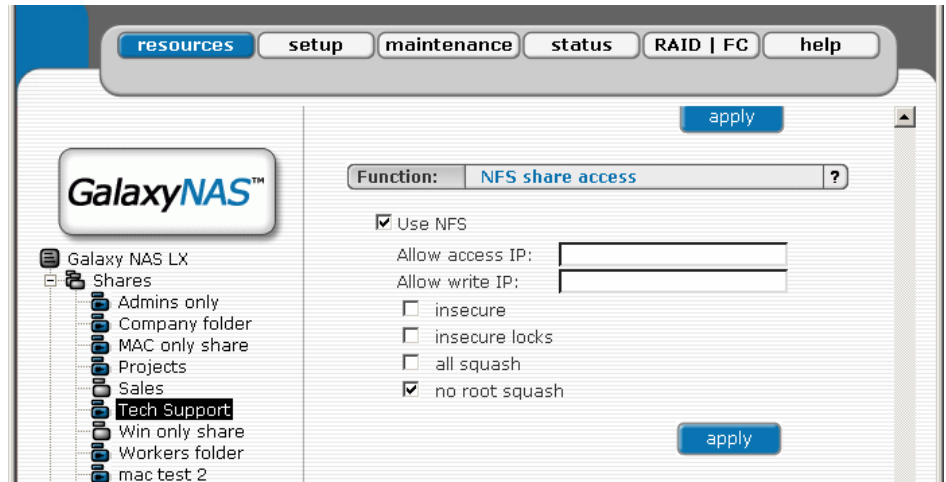 resources setup maintenance status RAID | FC help
apply
GalaxyNAS™
Function: NFS share access ?
Use NFS
Allow access IP:
Allow write IP:
insecure
insecure locks
all squash
no root squash
apply
Galaxy NAS LX
Shares
Admins only
Company folder
MAC only share
Projects
Sales
Tech Support
Win only share
Workers folder
mac test 2